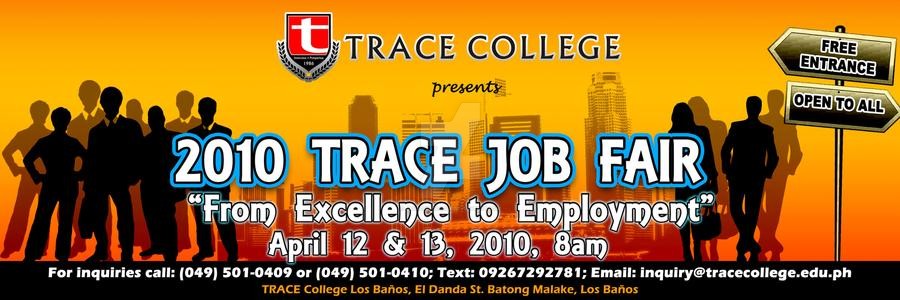 TRACE COLLEGE
presents
FREE
ENTRANCE
OPEN TO ALL
2010 TRACE JOB FAIR
"From Excellence to Employment"
April 12 & 13, 2010, 8am
For inquiries call: (049) 501-0409 or (049) 501-0410; Text: 09267292781; Email: inquiry@tracecollege.edu.ph
TRACE College Los Baños, El Danda St. Batong Malake, Los Baños